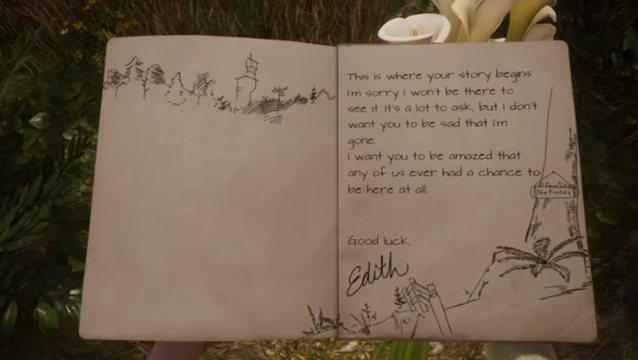 This is where your story begins.
I'm sorry I won't be there to
see it. It's a lot to ask, but I don't
want you to be sad that I'm
gone.
I want you to be amazed that
any of us ever had a chance to
be here at all.
The Finches
Good luck,
Edith